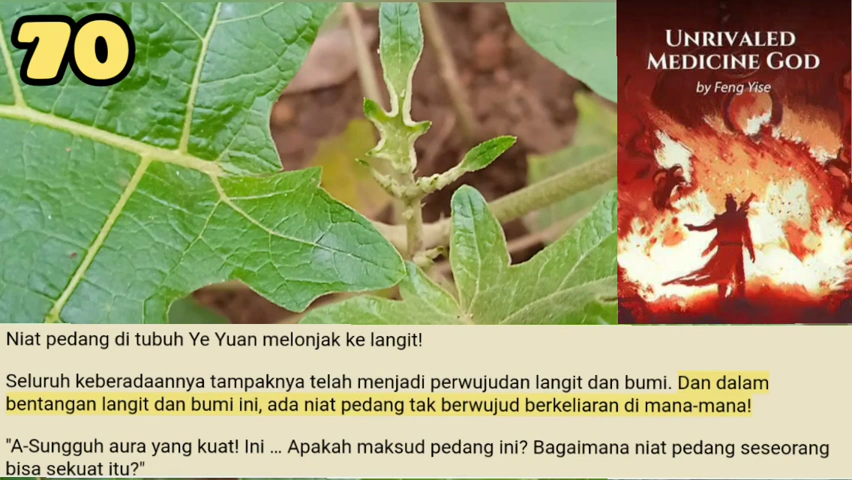 70
UNRIVALED
MEDICINE GOD
by Feng Yise
Niat pedang di tubuh Ye Yuan melonjak ke langit!
Seluruh keberadaannya tampaknya telah menjadi perwujudan langit dan bumi. Dan dalam
bentangan langit dan bumi ini, ada niat pedang tak berwujud berkeliaran di mana-mana!
"A-Sungguh aura yang kuat! Ini ... Apakah maksud pedang ini? Bagaimana niat pedang seseorang
bisa sekuat itu?"